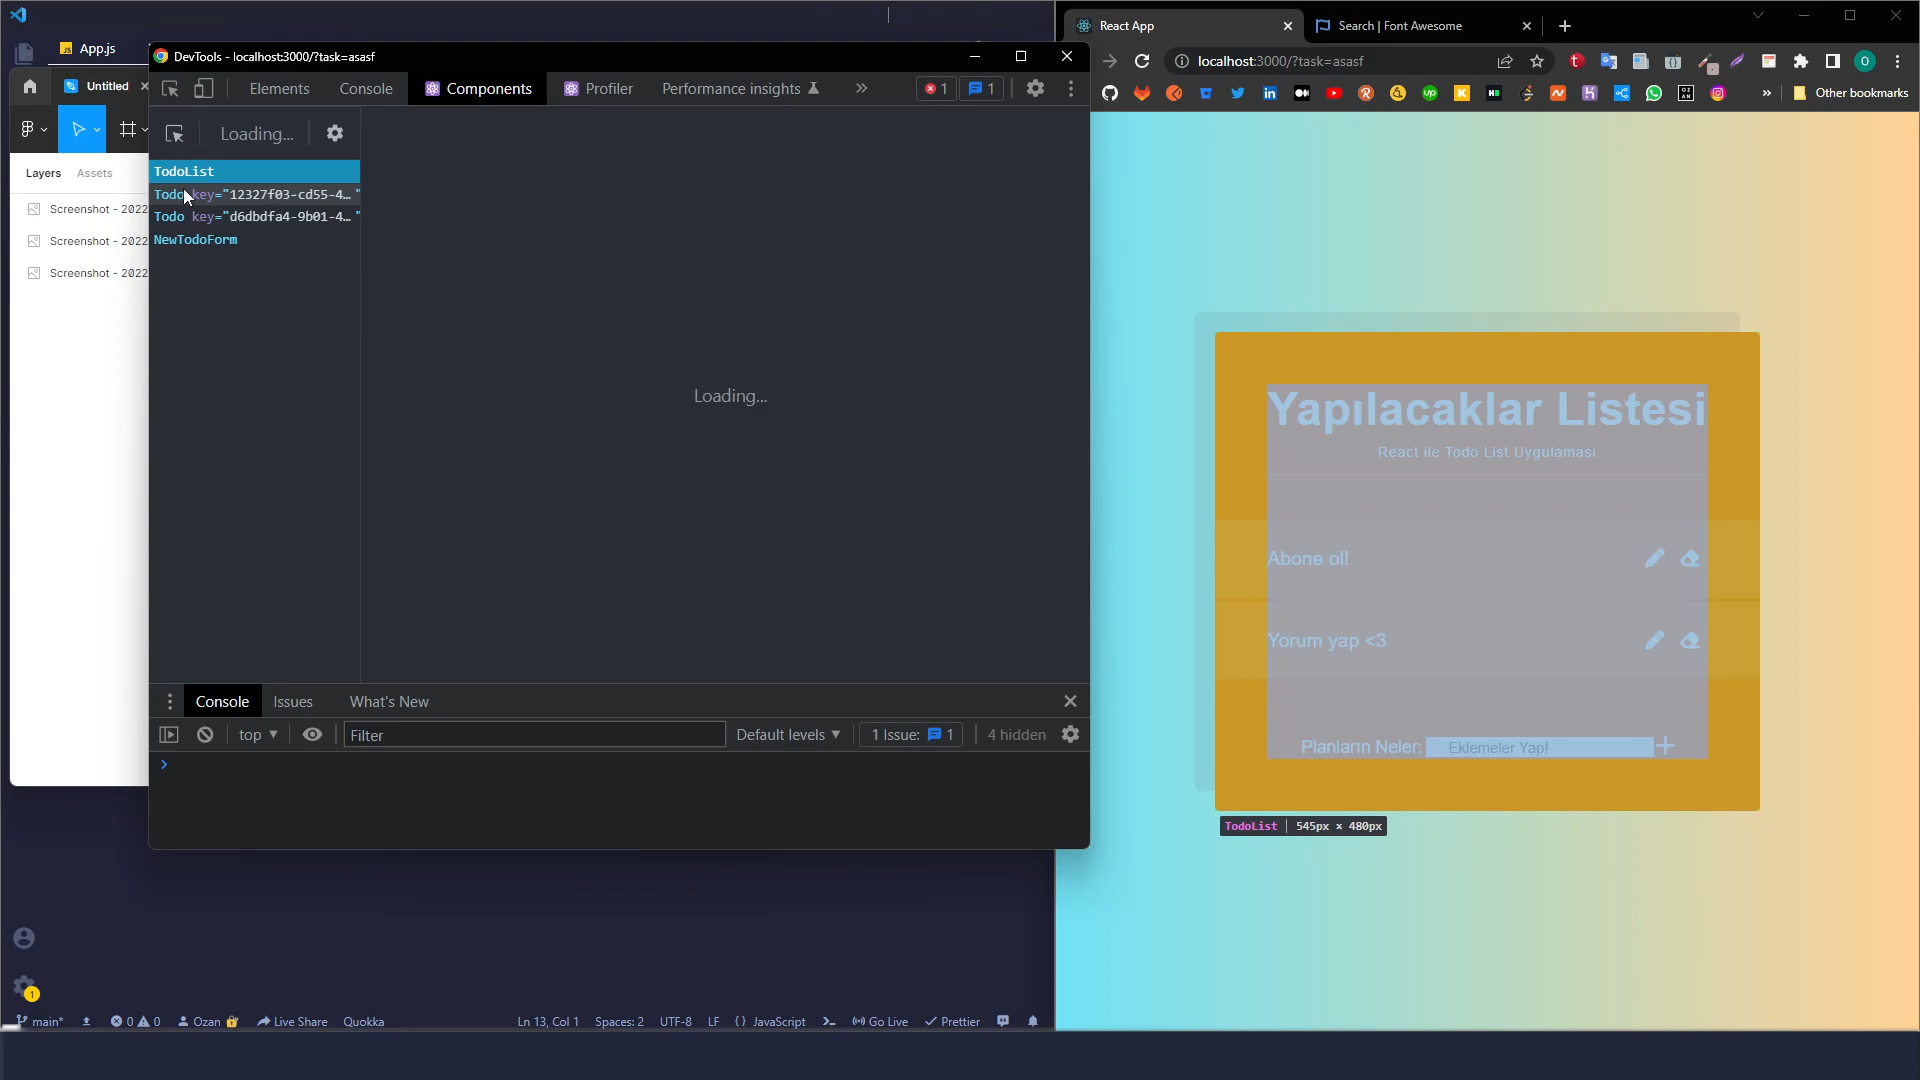 App.js
DevTools - localhost:3000/?task=asasf
Untitled
Elements
Console
Components
Profiler
Performance insights
1
1
Loading...
Layers
Assets
TodoList
Todo key="12327f03-cd55-4… "
Todo key="d6dbdfa4-9b01-4… "
NewTodoForm
Screenshot - 2022
Screenshot - 2022
Screenshot - 2022
Loading...
Console
Issues
What's New
top
Filter
Default levels
1 Issue:
1
4 hidden
1
main*
0
0
Ozan
Live Share
Quokka
Ln 13, Col 1
Spaces: 2
UTF-8
LF
JavaScript
Go Live
Prettier
React App
Search | Font Awesome
localhost:3000/?task=asasf
Other bookmarks
Yapılacaklar Listesi
React ile Todo List Uygulaması
Abone ol!
Yorum yap <3
Planların Neler:
Eklemeler Yap!
TodoList | 545px × 480px